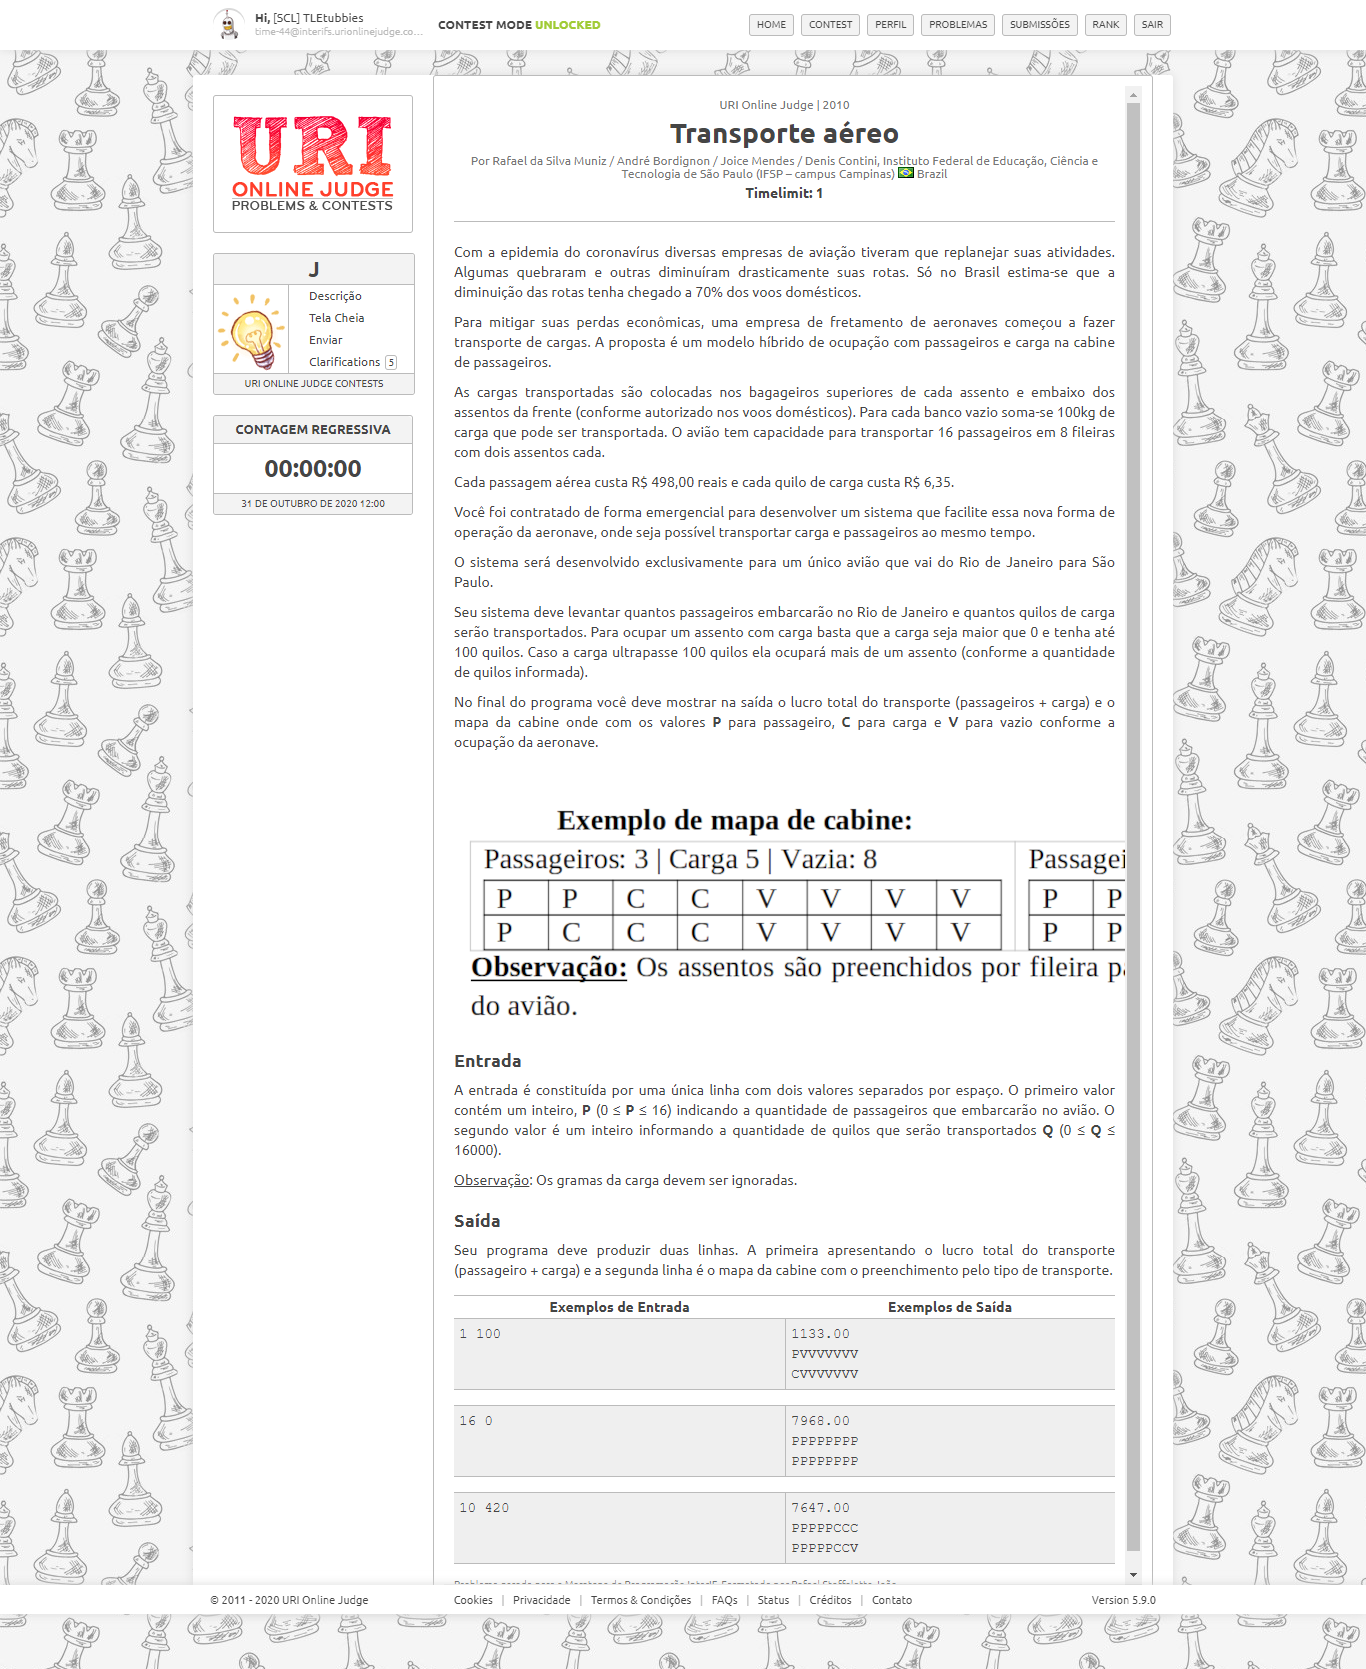 Hi, [SCL] TLEtubbies
time-44@interifs.urionlinejudge.co...
CONTEST MODE UNLOCKED
HOME
CONTEST
PERFIL
PROBLEMAS
SUBMISSÕES
RANK
SAIR
URI
ONLINE JUDGE
PROBLEMS & CONTESTS
J
Descrição
Tela Cheia
Enviar
Clarifications 5
URI ONLINE JUDGE CONTESTS
CONTAGEM REGRESSIVA
00:00:00
31 DE OUTUBRO DE 2020 12:00
URI Online Judge | 2010
Transporte aéreo
Por Rafael da Silva Muniz / André Bordignon / Joice Mendes / Denis Contini, Instituto Federal de Educação, Ciência e
Tecnologia de São Paulo (IFSP – campus Campinas) Brazil
Timelimit: 1
Com a epidemia do coronavírus diversas empresas de aviação tiveram que replanejar suas atividades.
Algumas quebraram e outras diminuíram drasticamente suas rotas. Só no Brasil estima-se que a
diminuição das rotas tenha chegado a 70% dos voos domésticos.
Para mitigar suas perdas econômicas, uma empresa de fretamento de aeronaves começou a fazer
transporte de cargas. A proposta é um modelo híbrido de ocupação com passageiros e carga na cabine
de passageiros.
As cargas transportadas são colocadas nos bagageiros superiores de cada assento e embaixo dos
assentos da frente (conforme autorizado nos voos domésticos). Para cada banco vazio soma-se 100kg de
carga que pode ser transportada. O avião tem capacidade para transportar 16 passageiros em 8 fileiras
com dois assentos cada.
Cada passagem aérea custa R$ 498,00 reais e cada quilo de carga custa R$ 6,35.
Você foi contratado de forma emergencial para desenvolver um sistema que facilite essa nova forma de
operação da aeronave, onde seja possível transportar carga e passageiros ao mesmo tempo.
O sistema será desenvolvido exclusivamente para um único avião que vai do Rio de Janeiro para São
Paulo.
Seu sistema deve levantar quantos passageiros embarcarão no Rio de Janeiro e quantos quilos de carga
serão transportados. Para ocupar um assento com carga basta que a carga seja maior que 0 e tenha até
100 quilos. Caso a carga ultrapasse 100 quilos ela ocupará mais de um assento (conforme a quantidade
de quilos informada).
No final do programa você deve mostrar na saída o lucro total do transporte (passageiros + carga) e o
mapa da cabine onde com os valores P para passageiro, C para carga e V para vazio conforme a
ocupação da aeronave.
Exemplo de mapa de cabine:
Passageiros: 3 | Carga 5 | Vazia: 8 Passagei
P P C C V V V V P P
P C C C V V V V P P
Observação: Os assentos são preenchidos por fileira pa
do avião.
Entrada
A entrada é constituída por uma única linha com dois valores separados por espaço. O primeiro valor
contém um inteiro, P (0 ≤ P ≤ 16) indicando a quantidade de passageiros que embarcarão no avião. O
segundo valor é um inteiro informando a quantidade de quilos que serão transportados Q (0 ≤ Q ≤
16000).
Observação: Os gramas da carga devem ser ignoradas.
Saída
Seu programa deve produzir duas linhas. A primeira apresentando o lucro total do transporte
(passageiro + carga) e a segunda linha é o mapa da cabine com o preenchimento pelo tipo de transporte.
Exemplos de Entrada Exemplos de Saída
1 100 1133.00
PVVVVVVV
CVVVVVVV
16 0 7968.00
PPPPPPPP
PPPPPPPP
10 420 7647.00
PPPPPCCC
PPPPPCCV
© 2011 - 2020 URI Online Judge
Cookies | Privacidade | Termos & Condições | FAQs | Status | Créditos | Contato
Version 5.9.0